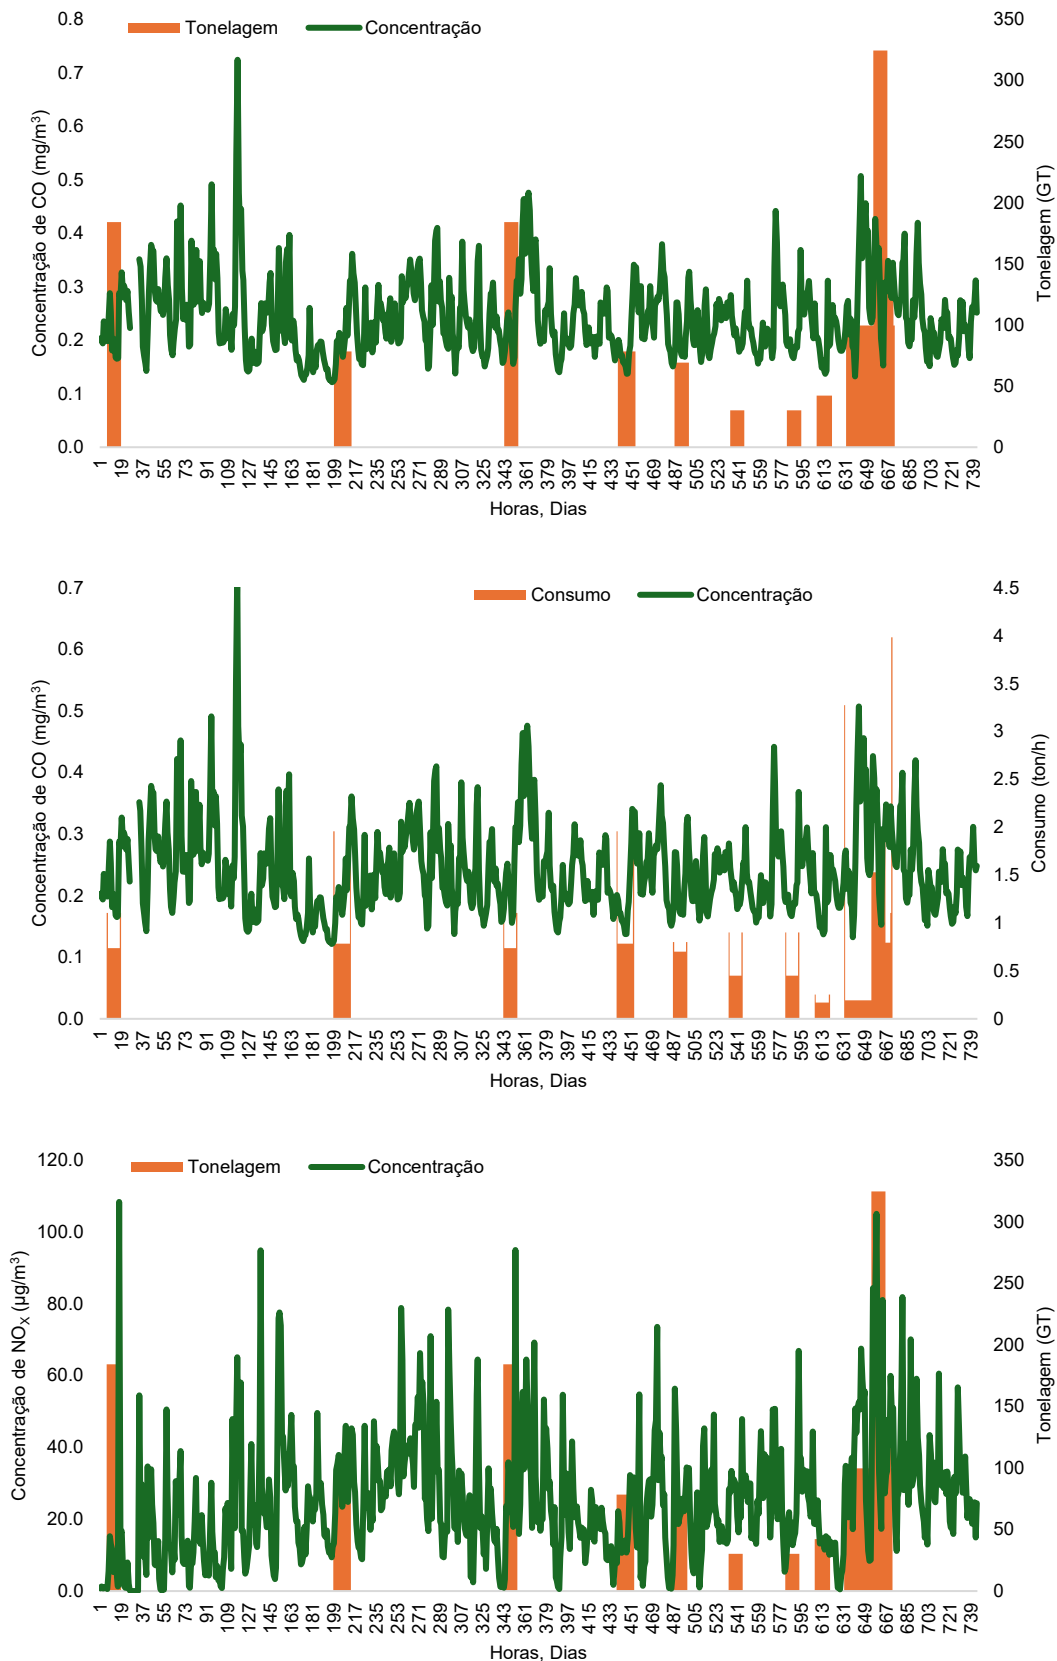 Tonelagem
Concentração
Concentração de CO (mg/m³)
0.8
0.7
0.6
0.5
0.4
0.3
0.2
0.1
0.0
350
300
250
200
150
100
50
0
Tonelagem (GT)
1 19 37 55 73 91 109 127 145 163 181 199 217 235 253 271 289 307 325 343 361 379 397 415 433 451 469 487 505 523 541 559 577 595 613 631 649 667 685 703 721 739
Horas, Dias
Consumo
Concentração
Concentração de CO (mg/m³)
0.7
0.6
0.5
0.4
0.3
0.2
0.1
0.0
4.5
4
3.5
3
2.5
2
1.5
1
0.5
0
Consumo (ton/h)
1 19 37 55 73 91 109 127 145 163 181 199 217 235 253 271 289 307 325 343 361 379 397 415 433 451 469 487 505 523 541 559 577 595 613 631 649 667 685 703 721 739
Horas, Dias
Tonelagem
Concentração
Concentração de NOX (µg/m³)
120.0
100.0
80.0
60.0
40.0
20.0
0.0
350
300
250
200
150
100
50
0
Tonelagem (GT)
1 19 37 55 73 91 109 127 145 163 181 199 217 235 253 271 289 307 325 343 361 379 397 415 433 451 469 487 505 523 541 559 577 595 613 631 649 667 685 703 721 739
Horas, Dias